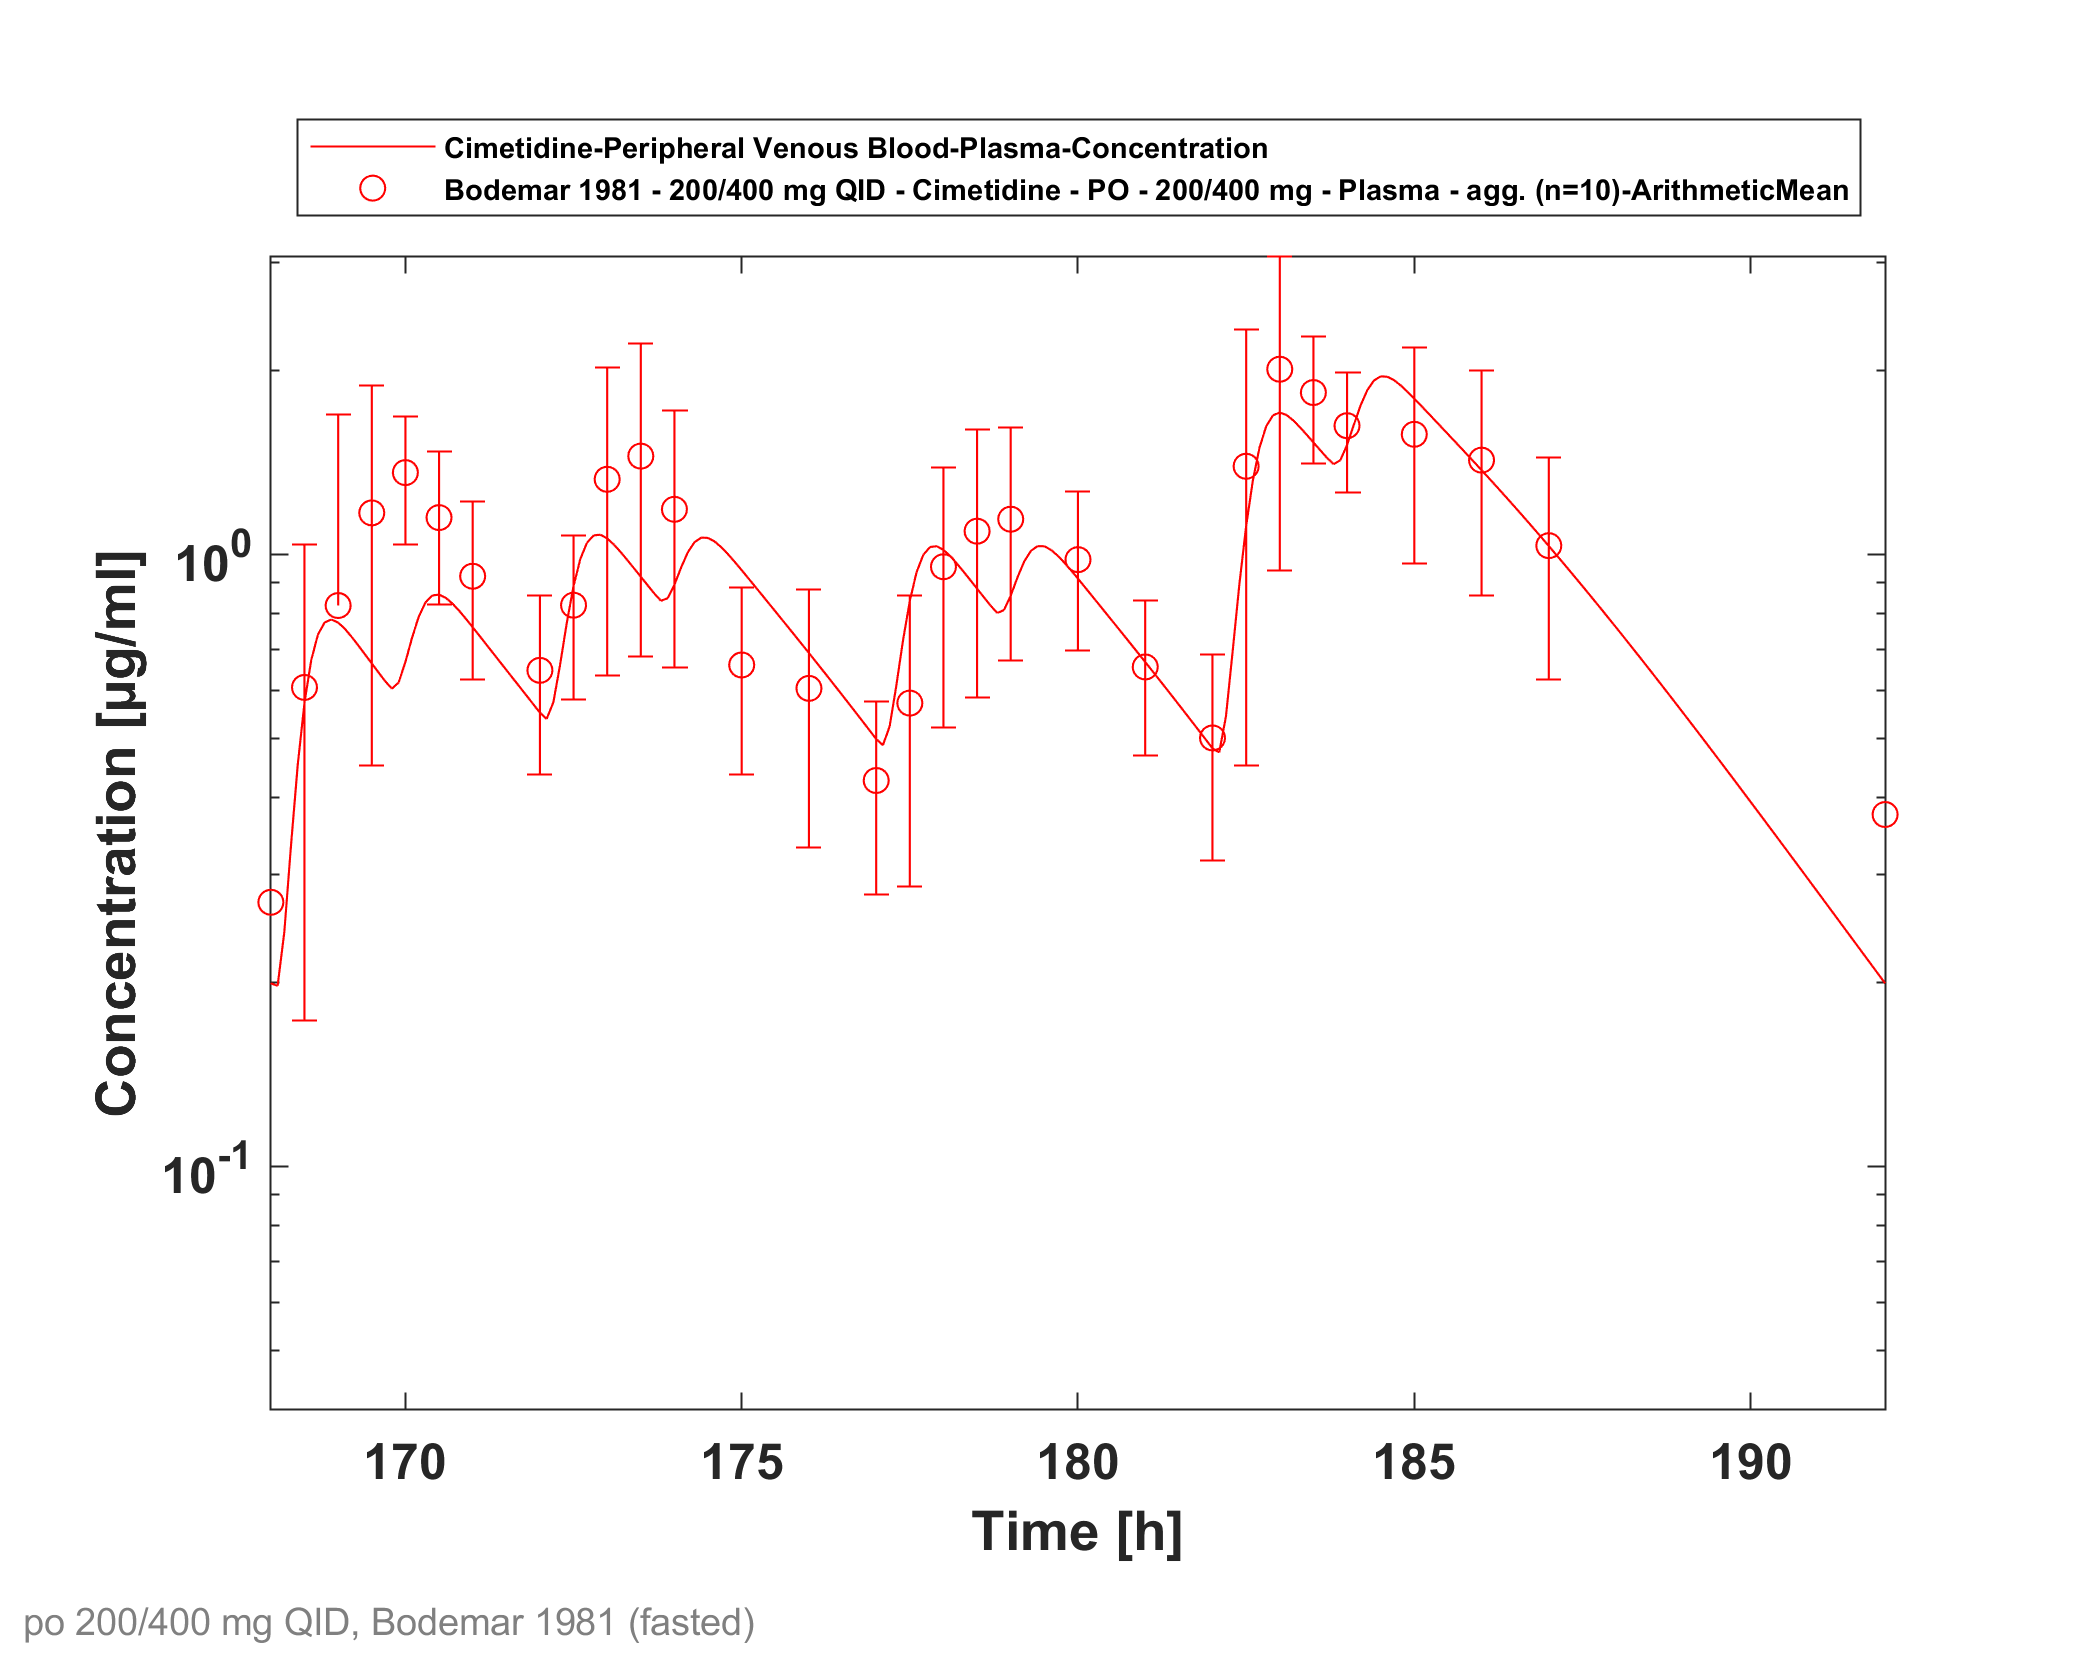 Cimetidine-Peripheral Venous Blood-Plasma-Concentration
Bodemar 1981 - 200/400 mg QID - Cimetidine - PO - 200/400 mg - Plasma - agg. (n=10)-ArithmeticMean
Concentration [µg/ml]
10^0
10^-1
170 175 180 185 190
Time [h]
po 200/400 mg QID, Bodemar 1981 (fasted)